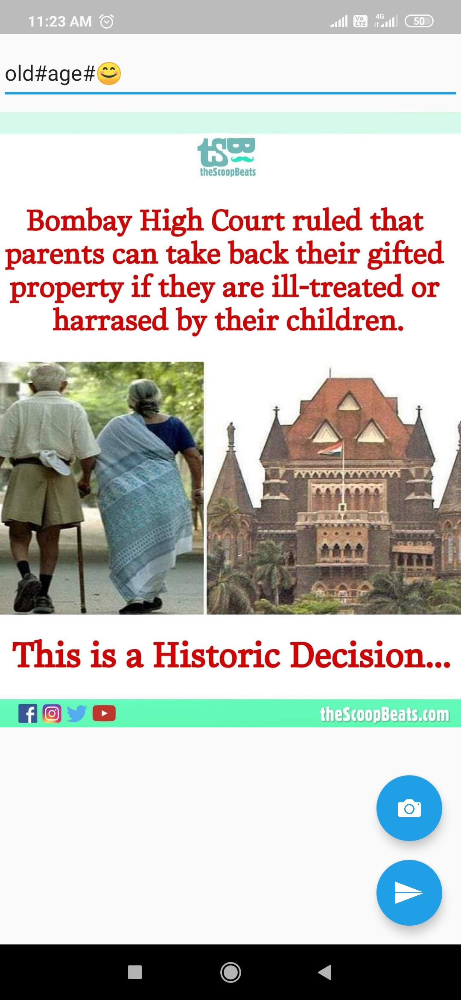 11:23 AM
Vo
LTE
4G
50
old#age#😊
tSB
theScoopBeats
Bombay High Court ruled that
parents can take back their gifted
property if they are ill-treated or
harrased by their children.
This is a Historic Decision...
f
theScoopBeats.com